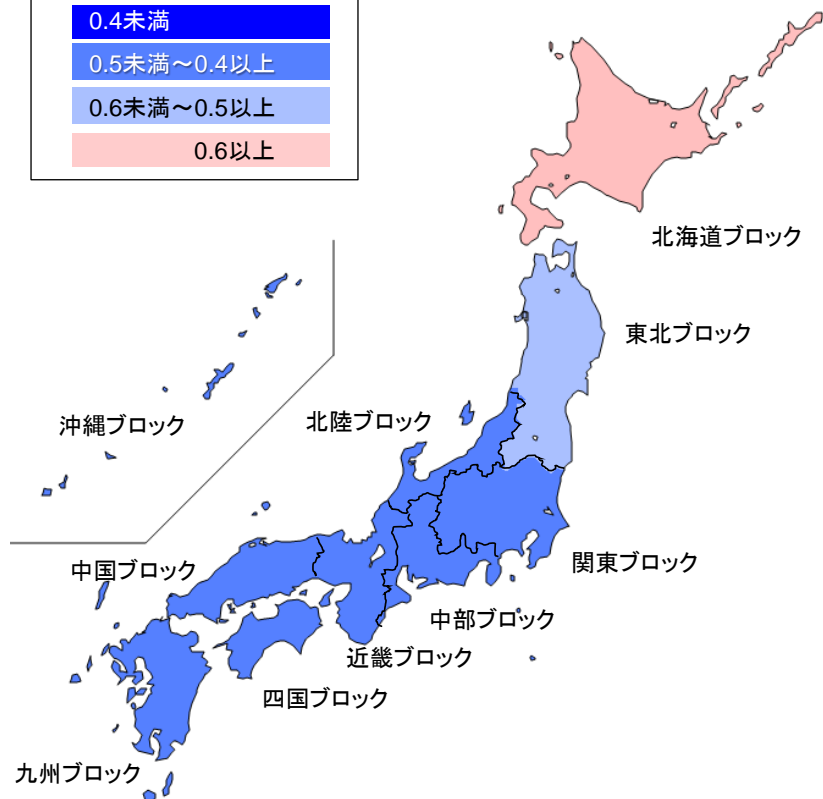 0.4未満
0.5未満～0.4以上
0.6未満～0.5以上
0.6以上
北海道ブロック
東北ブロック
北陸ブロック
沖縄ブロック
関東ブロック
中国ブロック
中部ブロック
近畿ブロック
四国ブロック
九州ブロック